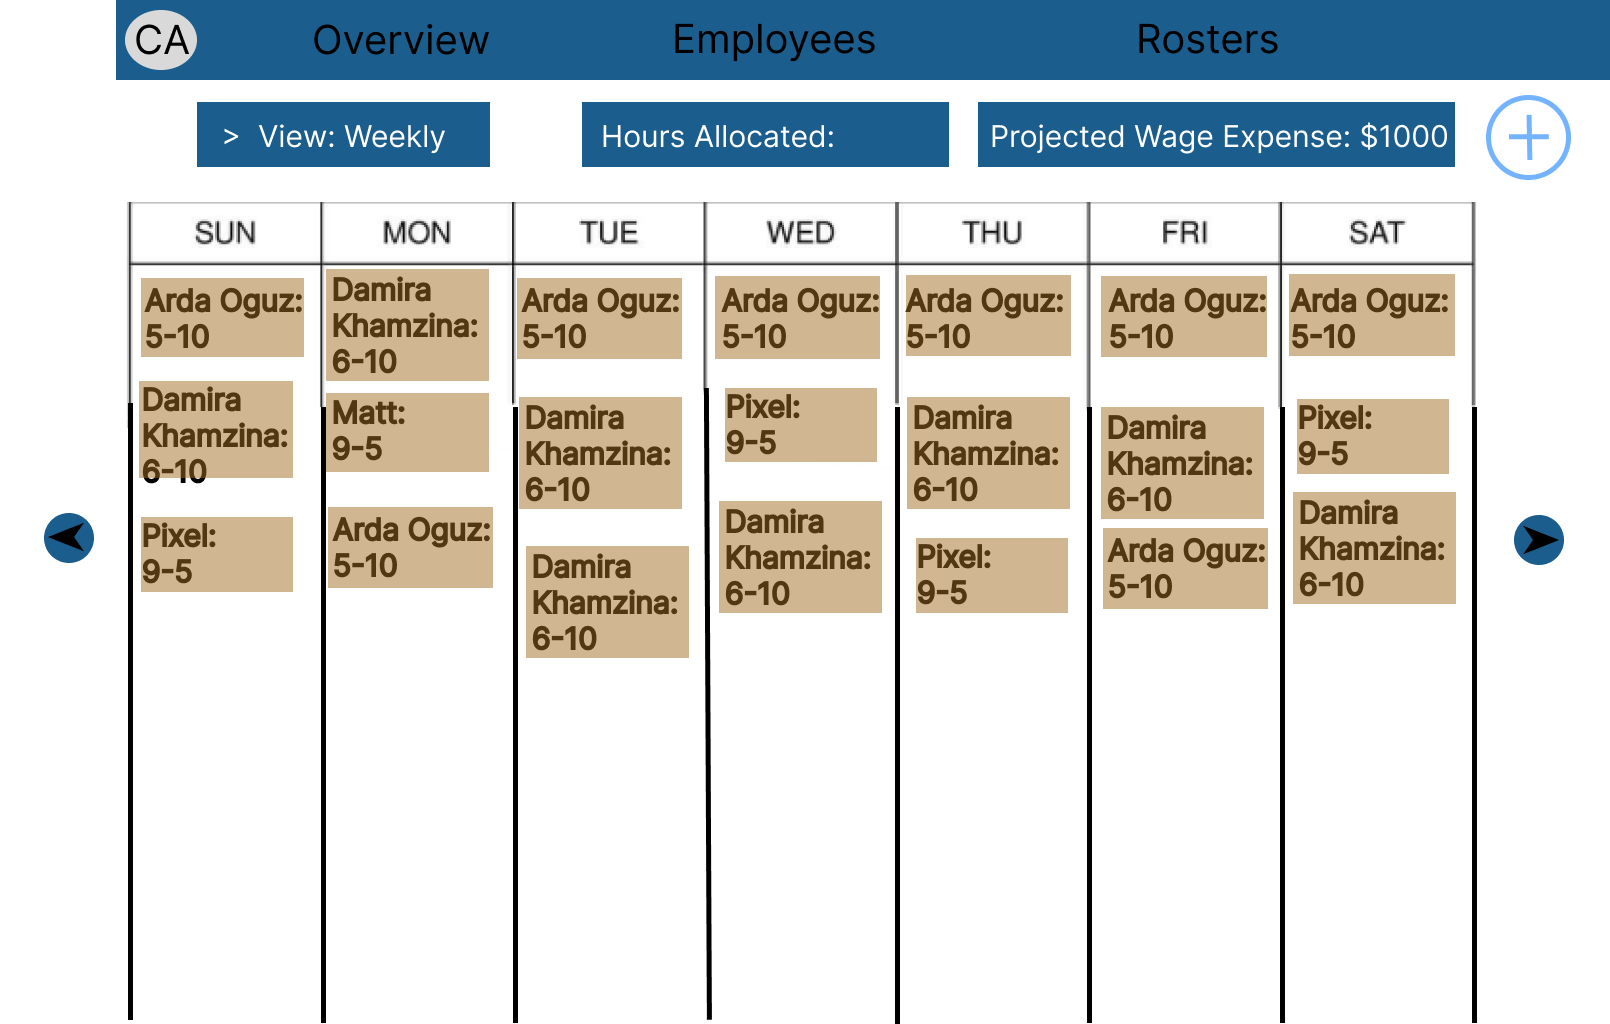 CA Overview Employees Rosters
> View: Weekly Hours Allocated: Projected Wage Expense: $1000
SUN MON TUE WED THU FRI SAT
Arda Oguz:
5-10
Damira
Khamzina:
6-10
Pixel:
9-5
Damira
Khamzina:
6-10
Matt:
9-5
Arda Oguz:
5-10
Arda Oguz:
5-10
Damira
Khamzina:
6-10
Damira
Khamzina:
6-10
Arda Oguz:
5-10
Pixel:
9-5
Damira
Khamzina:
6-10
Arda Oguz:
5-10
Damira
Khamzina:
6-10
Pixel:
9-5
Arda Oguz:
5-10
Damira
Khamzina:
6-10
Arda Oguz:
5-10
Arda Oguz:
5-10
Pixel:
9-5
Damira
Khamzina:
6-10